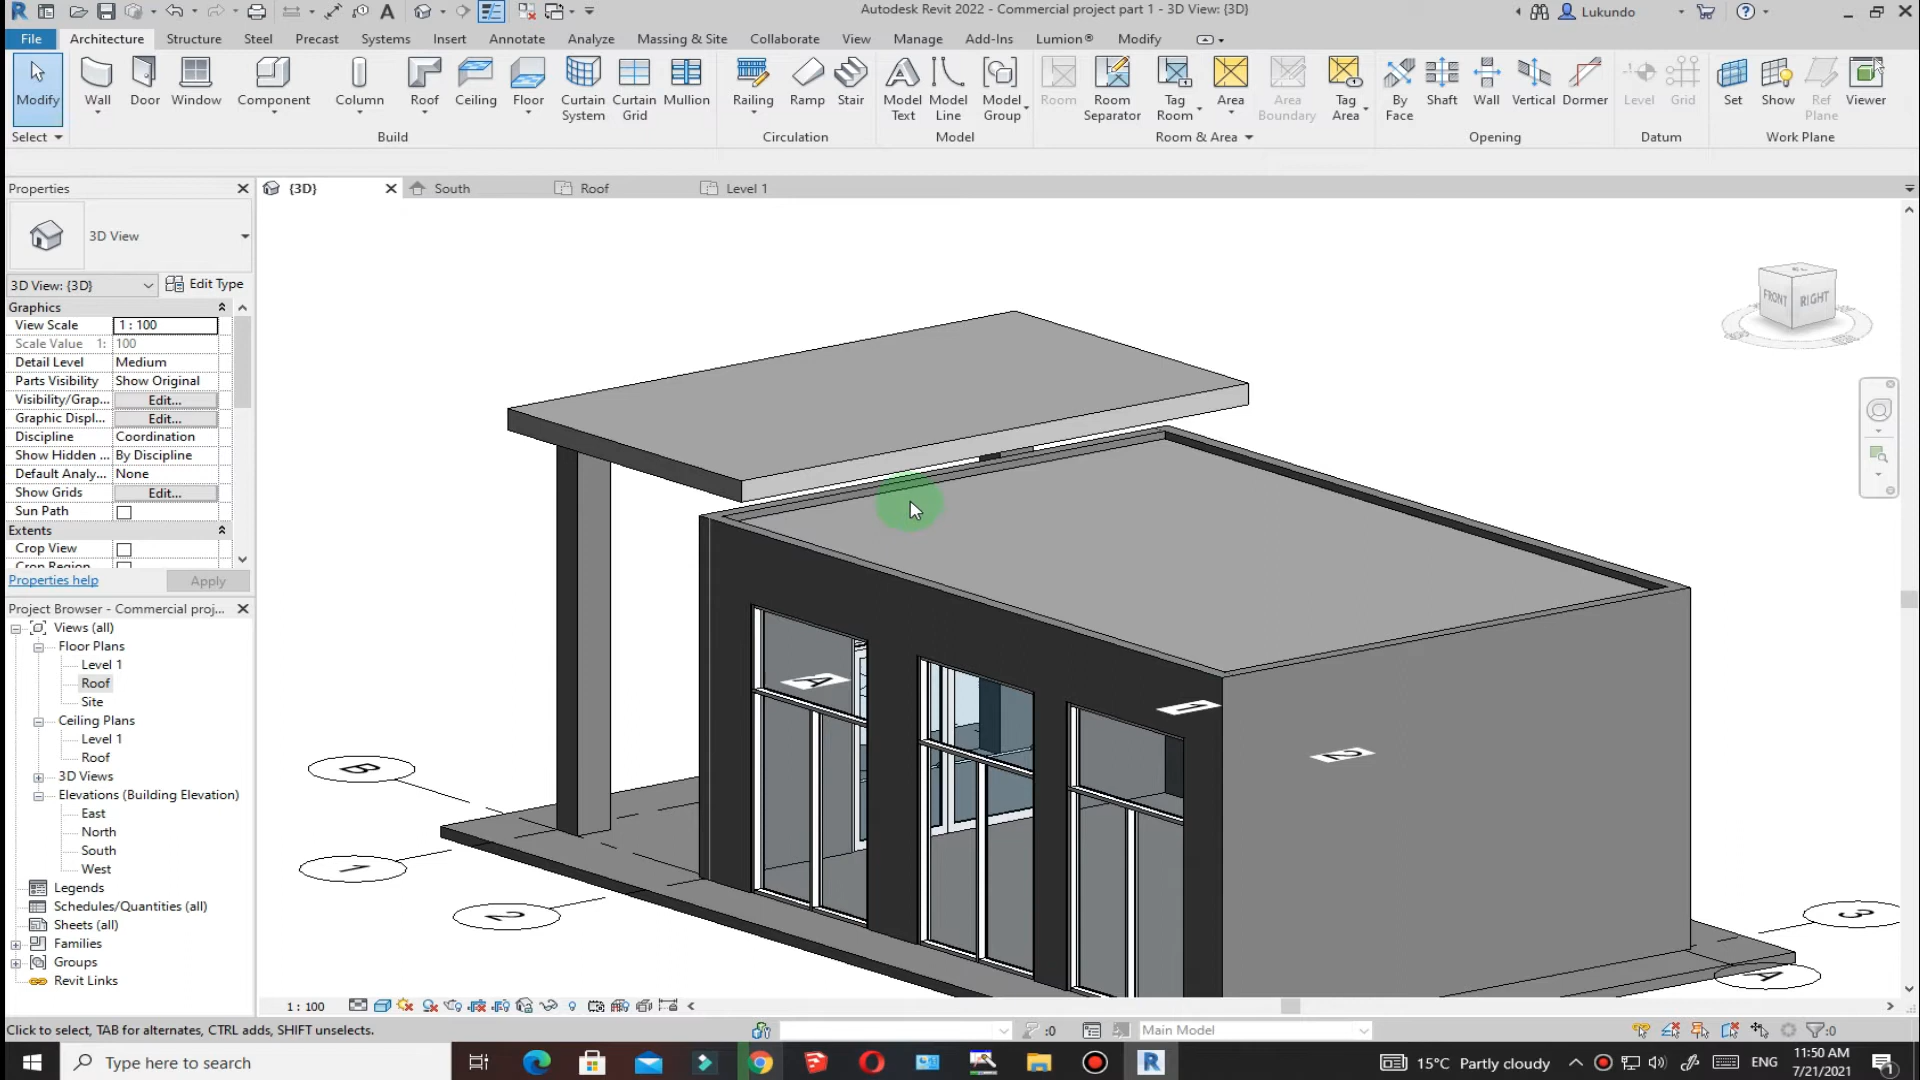 Autodesk Revit 2022 - Commercial project part 1 - 3D View: {3D}
Lukundo
File Architecture Structure Steel Precast Systems Insert Annotate Analyze Massing & Site Collaborate View Manage Add-Ins Lumion® Modify
Modify Wall Door Window Component Column Roof Ceiling Floor Curtain System Curtain Grid Mullion Railing Ramp Stair Model Text Model Line Model Group Room Room Separator Tag Room Area Area Boundary Tag Area By Face Shaft Wall Vertical Dormer Level Grid Set Show Ref Plane Viewer
Select Build Circulation Model Room & Area Opening Datum Work Plane
Properties
{3D} South Roof Level 1
3D View
3D View: {3D} Edit Type
Graphics
View Scale 1 : 100
Scale Value 1: 100
Detail Level Medium
Parts Visibility Show Original
Visibility/Grap... Edit...
Graphic Displ... Edit...
Discipline Coordination
Show Hidden ... By Discipline
Default Analy... None
Show Grids Edit...
Sun Path
Extents
Crop View
Crop Region
Properties help Apply
Project Browser - Commercial proj...
Views (all)
Floor Plans
Level 1
Roof
Site
Ceiling Plans
Level 1
Roof
3D Views
Elevations (Building Elevation)
East
North
South
West
Legends
Schedules/Quantities (all)
Sheets (all)
Families
Groups
Revit Links
FRONT RIGHT
A
1
2
B
1
2
3
A
1 : 100
Click to select, TAB for alternates, CTRL adds, SHIFT unselects.
:0
Main Model
:0
Type here to search
15°C Partly cloudy
ENG
11:50 AM
7/21/2021
1